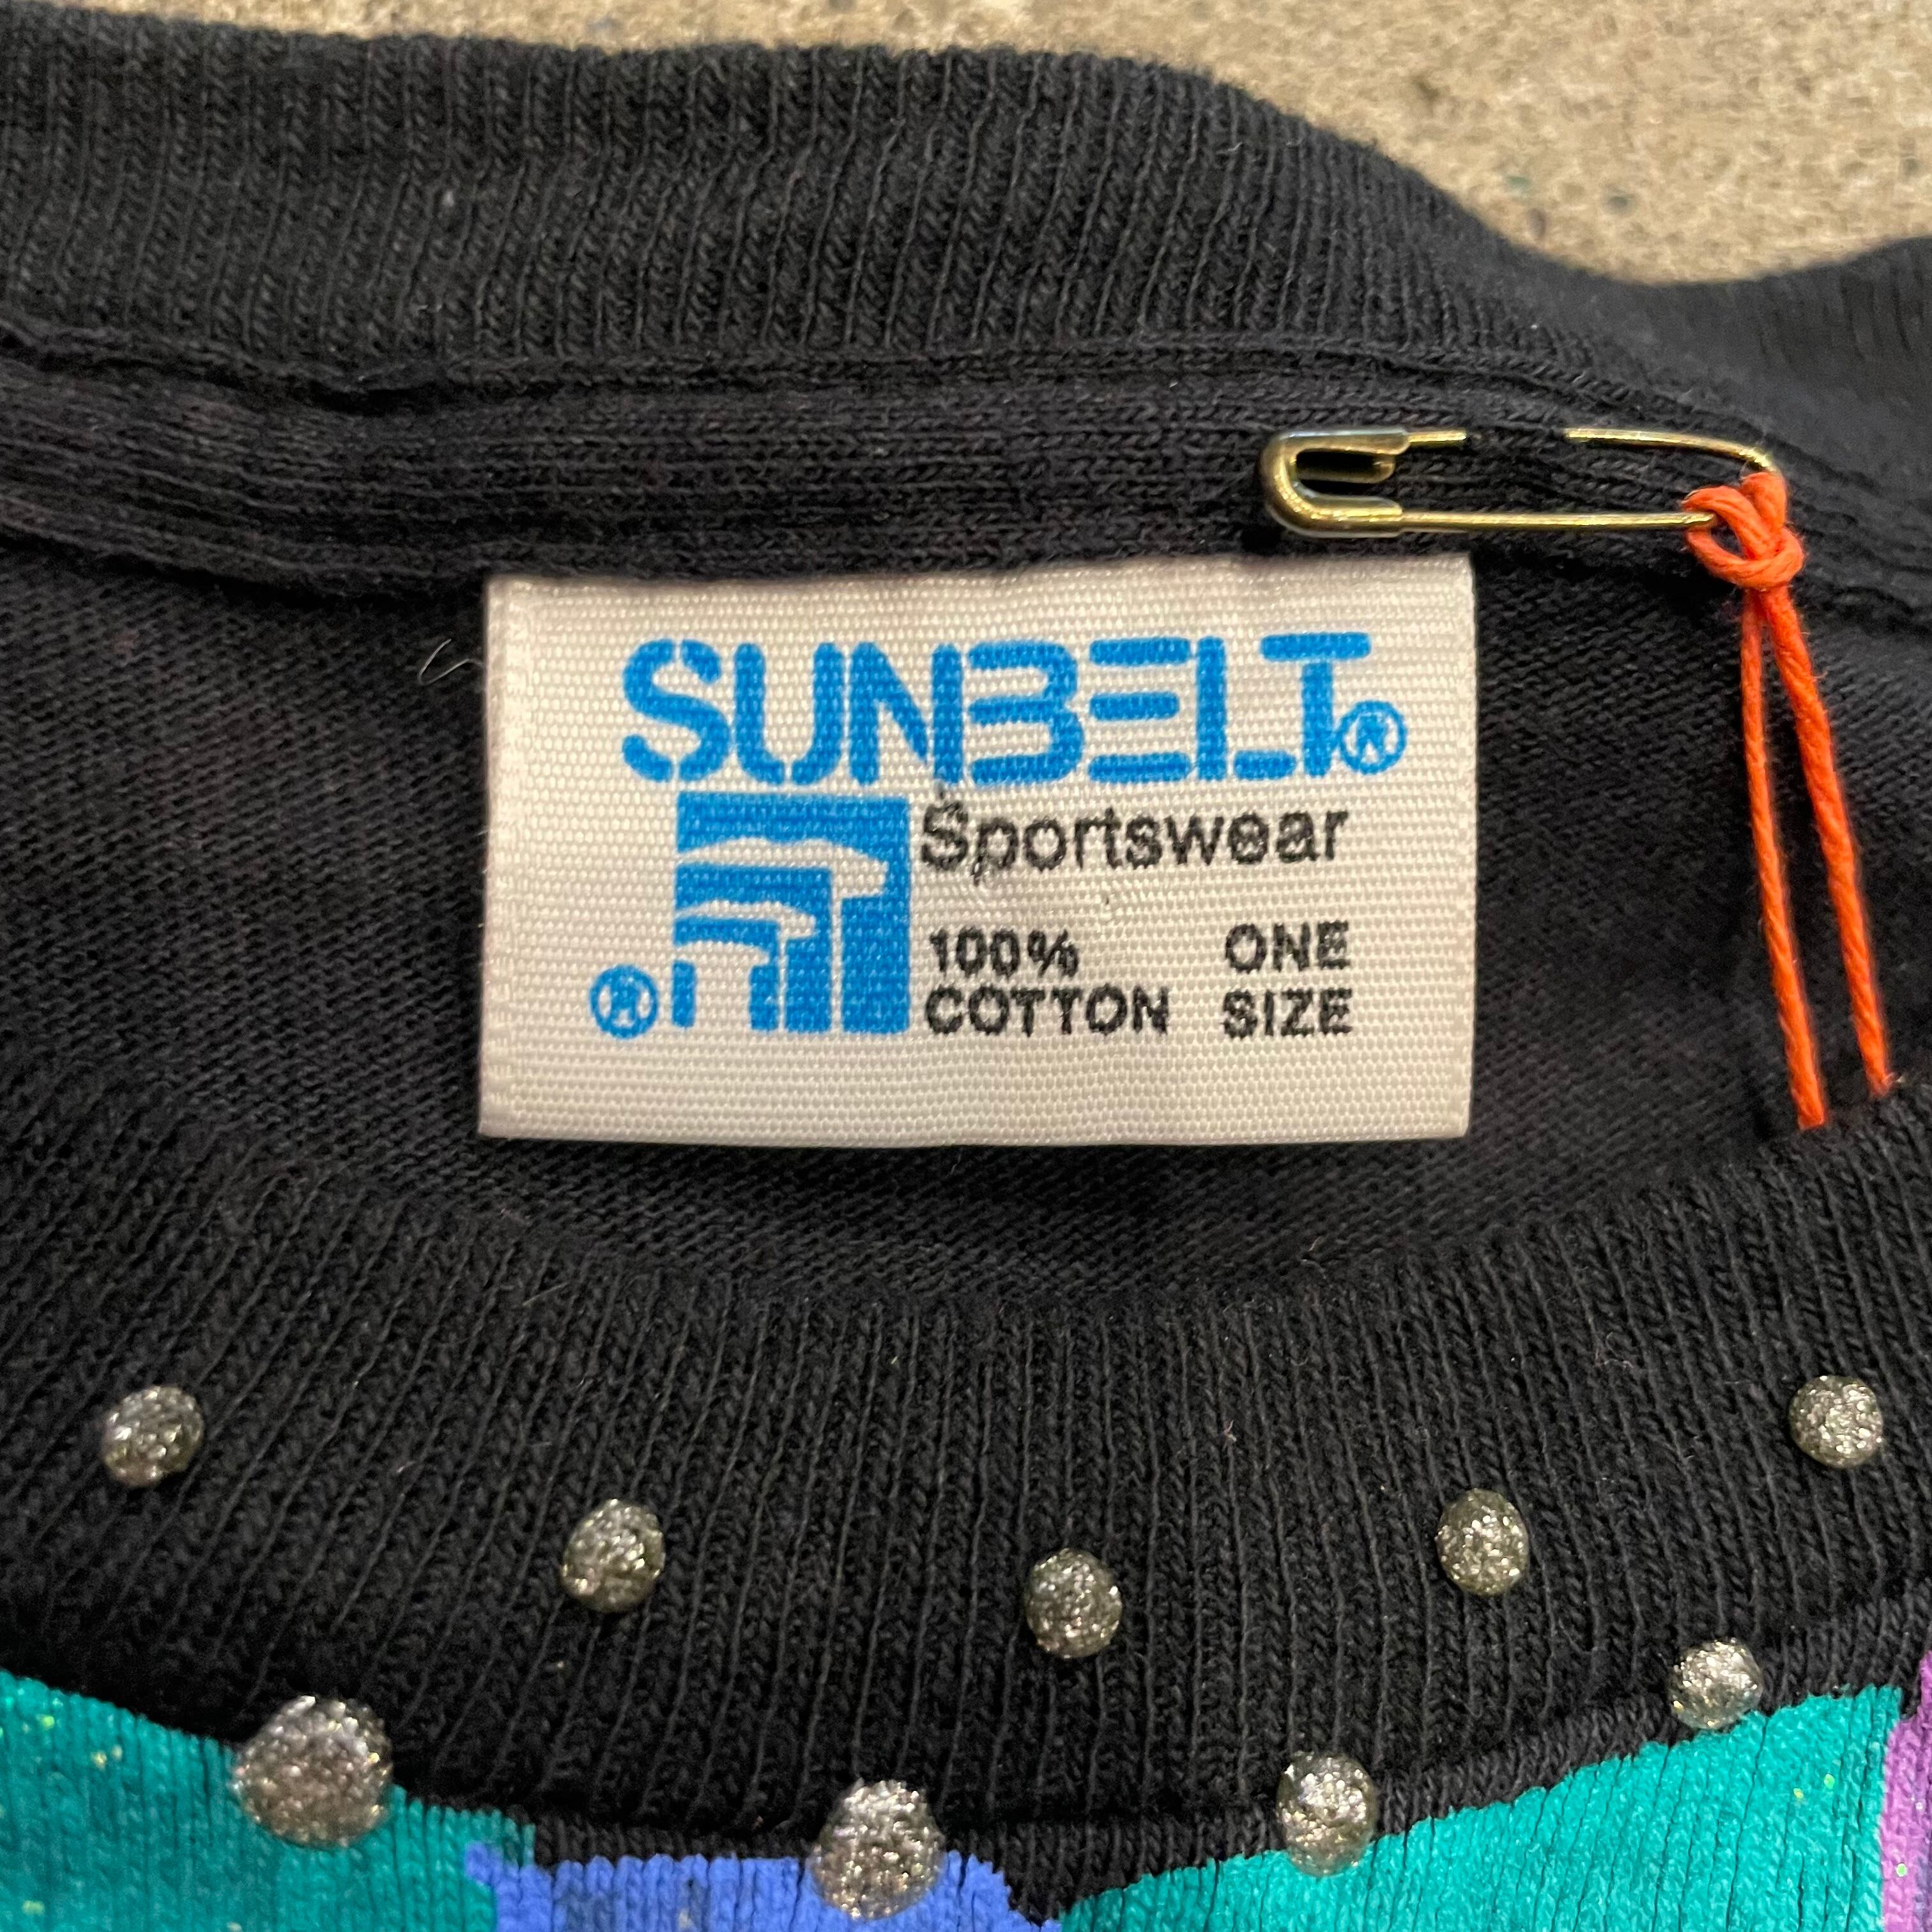 SUNBELT®
Sportswear
100% ONE
COTTON SIZE
®